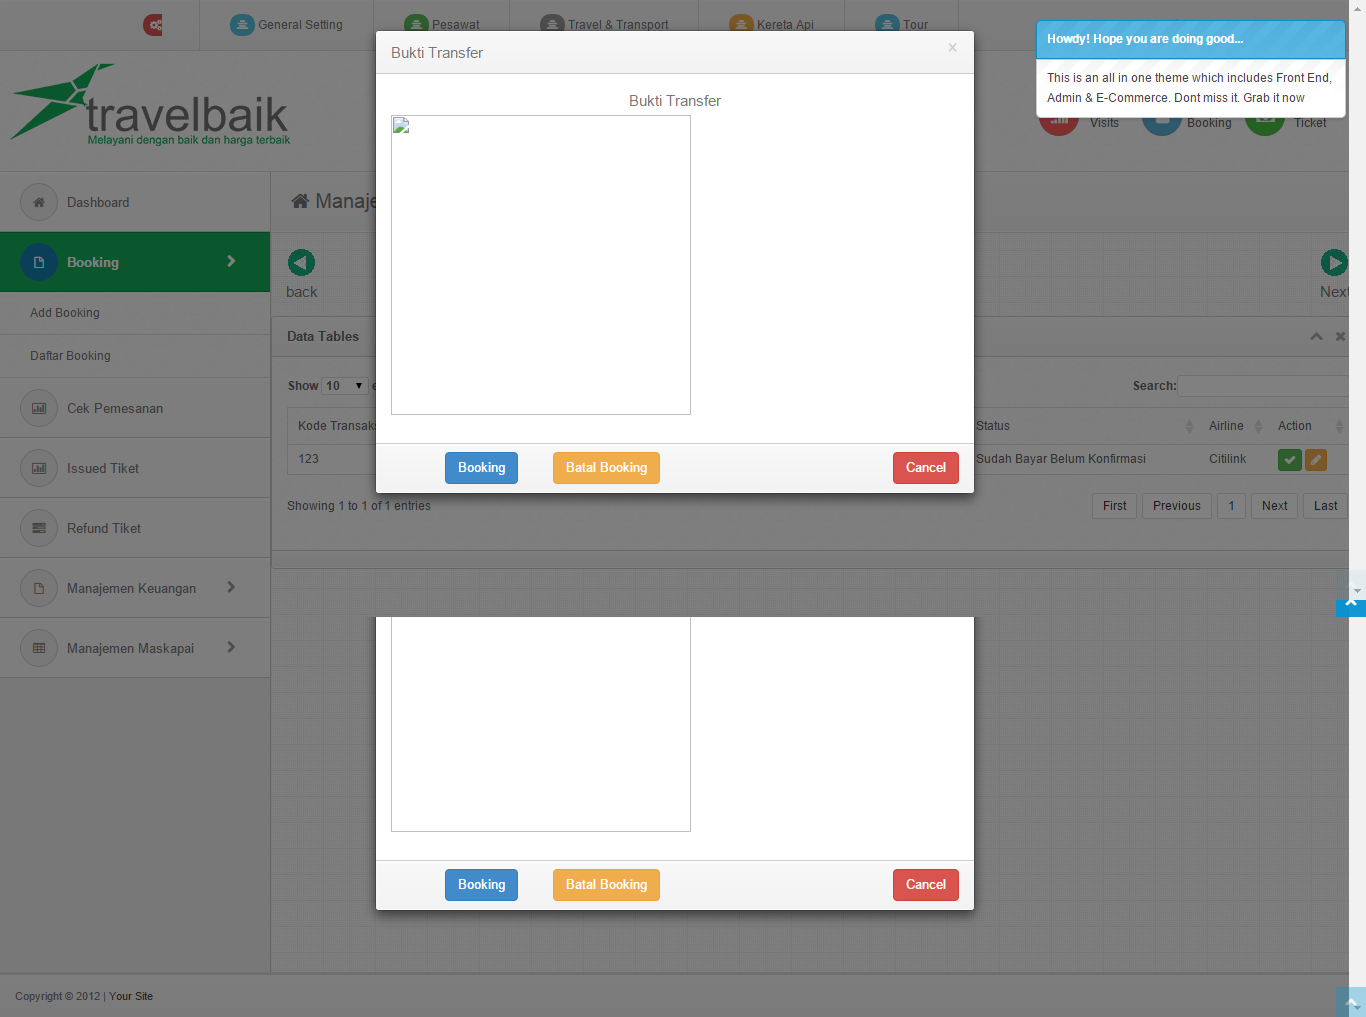 General Setting
Pesawat
Travel & Transport
Kereta Api
Tour
Howdy! Hope you are doing good...
This is an all in one theme which includes Front End,
Admin & E-Commerce. Dont miss it. Grab it now
Visits
Booking
Ticket
travelbaik
Melayani dengan baik dan harga terbaik
Bukti Transfer
×
Bukti Transfer
Booking
Batal Booking
Cancel
Dashboard
Booking
Add Booking
Daftar Booking
Cek Pemesanan
Issued Tiket
Refund Tiket
Manajemen Keuangan
Manajemen Maskapai
Manaje
back
Next
Data Tables
Show 10 e
Search:
Kode Transaks
Status
Airline
Action
123
Sudah Bayar Belum Konfirmasi
Citilink
Showing 1 to 1 of 1 entries
First
Previous
1
Next
Last
Booking
Batal Booking
Cancel
Copyright © 2012 | Your Site